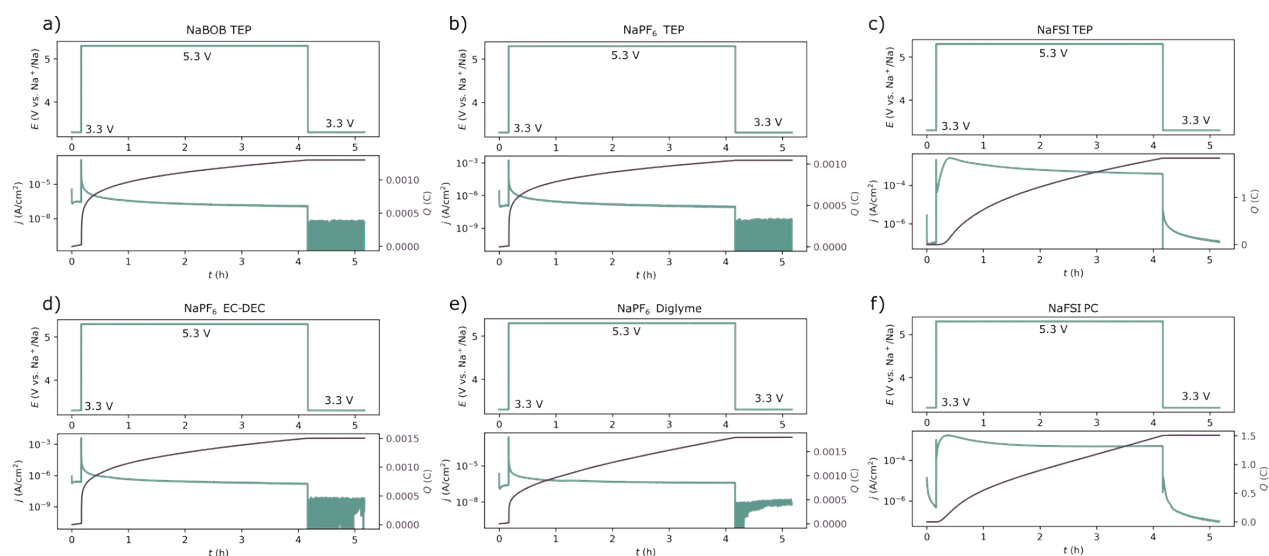 a)
NaBOB TEP
E (V vs. Na⁺/Na)
5
4
5.3 V
3.3 V
3.3 V
0 1 2 3 4 5
j (A/cm²)
10⁻⁵
10⁻⁸
0.0010
0.0005
0.0000
Q (C)
0 1 2 3 4 5
t (h)
b)
NaPF₆ TEP
E (V vs. Na⁺/Na)
5
4
5.3 V
3.3 V
3.3 V
0 1 2 3 4 5
j (A/cm²)
10⁻³
10⁻⁶
10⁻⁹
0.0010
0.0005
0.0000
Q (C)
0 1 2 3 4 5
t (h)
c)
NaFSI TEP
E (V vs. Na⁺/Na)
5
4
5.3 V
3.3 V
3.3 V
0 1 2 3 4 5
j (A/cm²)
10⁻⁴
10⁻⁶
1
0
Q (C)
0 1 2 3 4 5
t (h)
d)
NaPF₆ EC-DEC
E (V vs. Na⁺/Na)
5
4
5.3 V
3.3 V
3.3 V
0 1 2 3 4 5
j (A/cm²)
10⁻³
10⁻⁶
10⁻⁹
0.0015
0.0010
0.0005
0.0000
Q (C)
0 1 2 3 4 5
t (h)
e)
NaPF₆ Diglyme
E (V vs. Na⁺/Na)
5
4
5.3 V
3.3 V
3.3 V
0 1 2 3 4 5
j (A/cm²)
10⁻⁵
10⁻⁸
0.0015
0.0010
0.0005
0.0000
Q (C)
0 1 2 3 4 5
t (h)
f)
NaFSI PC
E (V vs. Na⁺/Na)
5
4
5.3 V
3.3 V
3.3 V
0 1 2 3 4 5
j (A/cm²)
10⁻⁴
10⁻⁶
1.5
1.0
0.5
0.0
Q (C)
0 1 2 3 4 5
t (h)